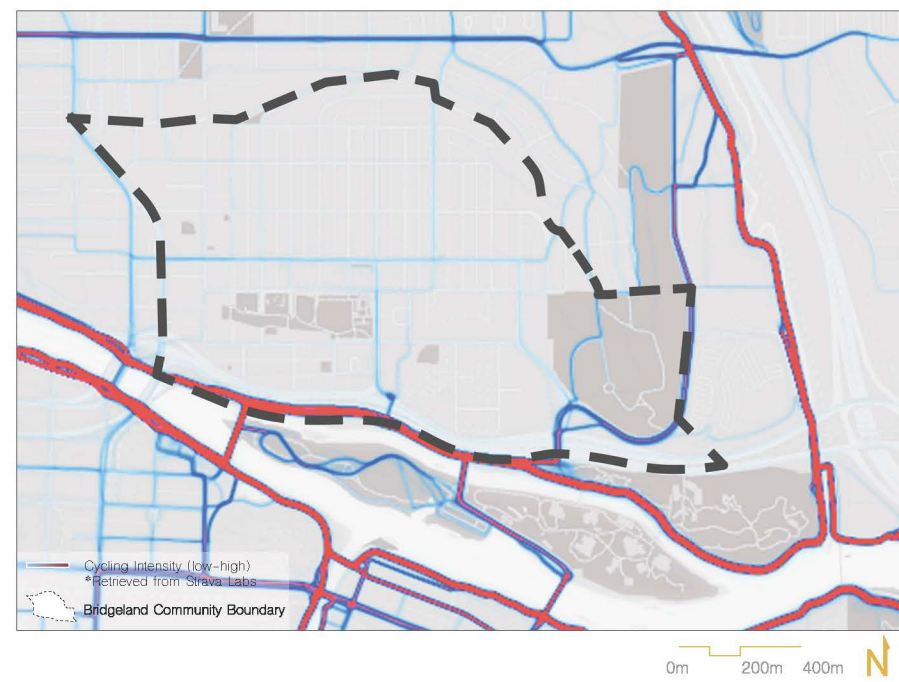 Cycling Intensity (low-high)
*Retrieved from Strava Labs
Bridgeland Community Boundary
0m 200m 400m N